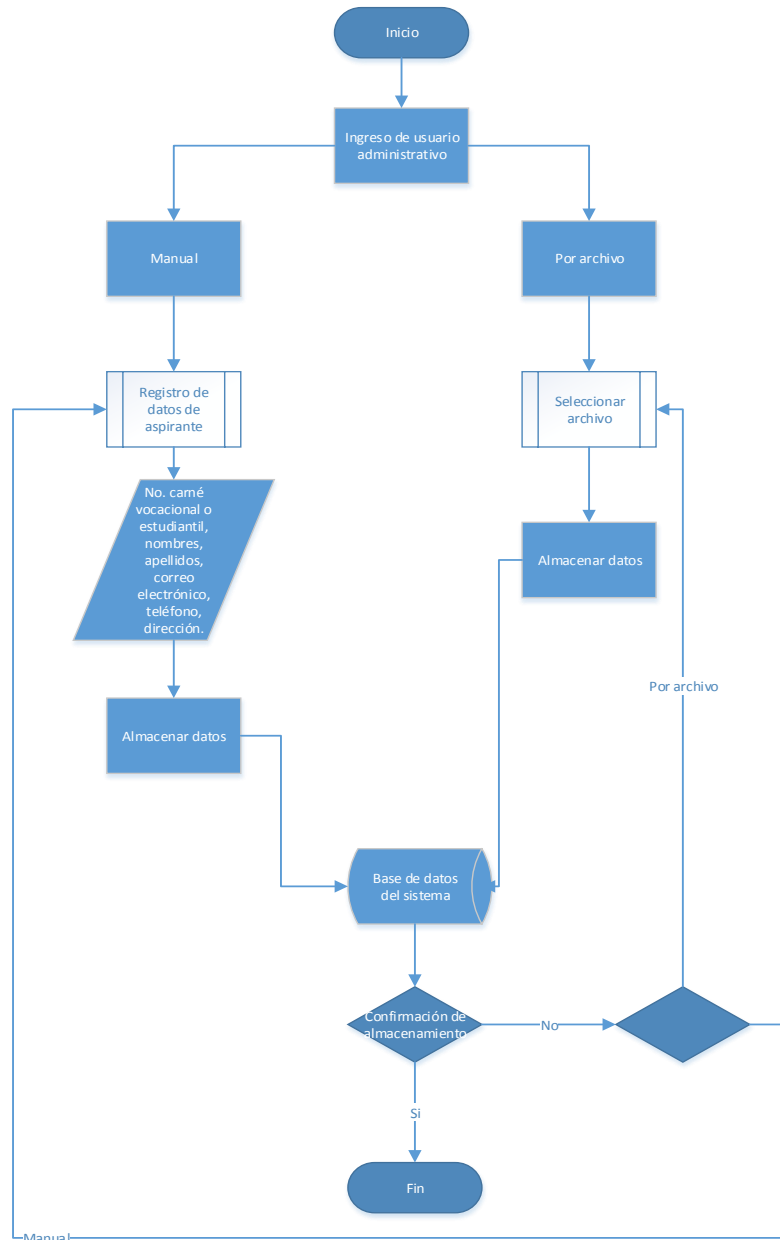 Inicio
Ingreso de usuario
administrativo
Manual
Por archivo
Registro de
datos de
aspirante
Seleccionar
archivo
No. carné
vocacional o
estudiantil,
nombres,
apellidos,
correo
electrónico,
teléfono,
dirección.
Almacenar datos
Por archivo
Almacenar datos
Base de datos
del sistema
Confirmación de
almacenamiento
No
Si
Fin
Manual